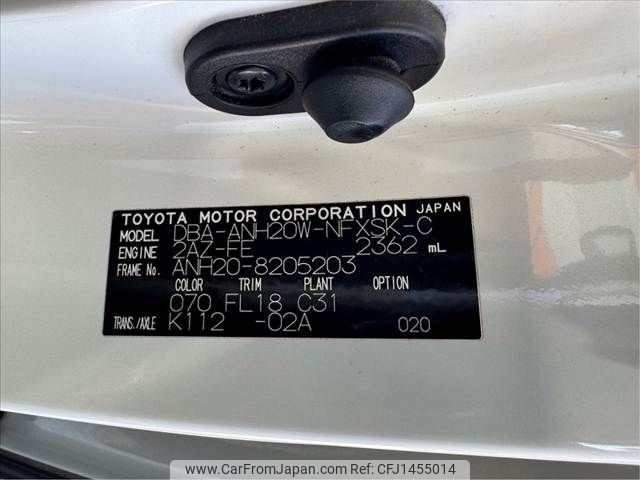 TOYOTA MOTOR CORPORATION JAPAN
MODEL DBA-ANH20W-NFXSK-C
ENGINE 2AZ-FE 2362 mL
FRAME No. ANH20-8205203
COLOR TRIM PLANT OPTION
070 FL18 C31
TRANS./AXLE K112 -02A 020
© CarFromJapan.com Ref No: CFJ1455014